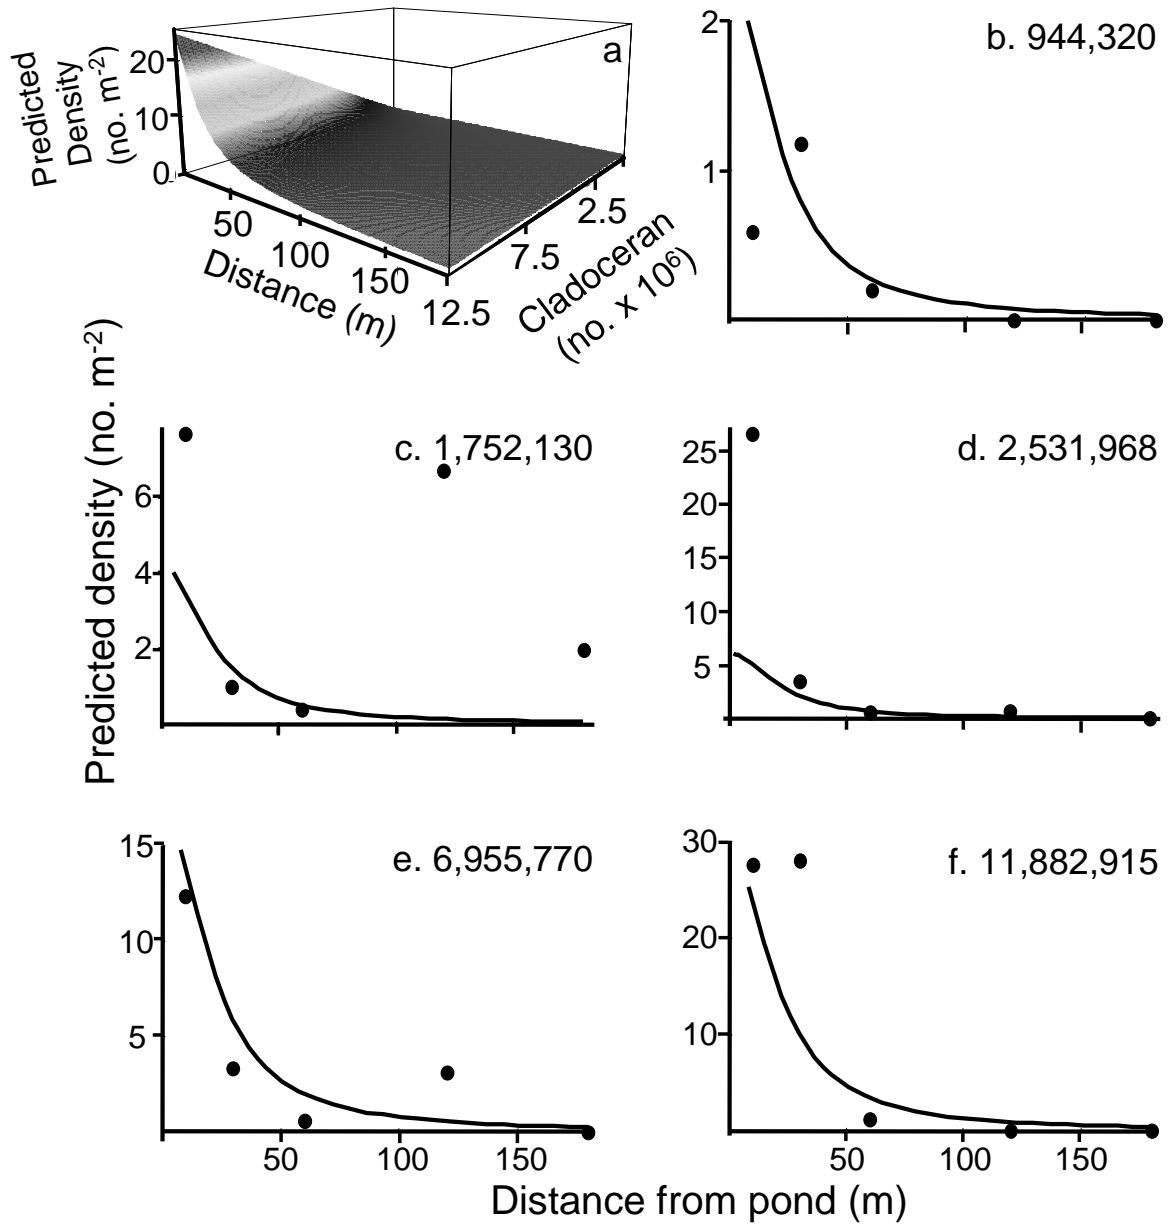 Predicted
Density
(no. m-2)
20
10
0
a
50
100
150
Distance (m)
2.5
7.5
12.5
Cladoceran
(no. x 10⁶)
b. 944,320
2
1
Predicted density (no. m-2)
c. 1,752,130
6
4
2
d. 2,531,968
25
20
15
10
5
e. 6,955,770
15
10
5
50
100
150
f. 11,882,915
30
20
10
50
100
150
Distance from pond (m)